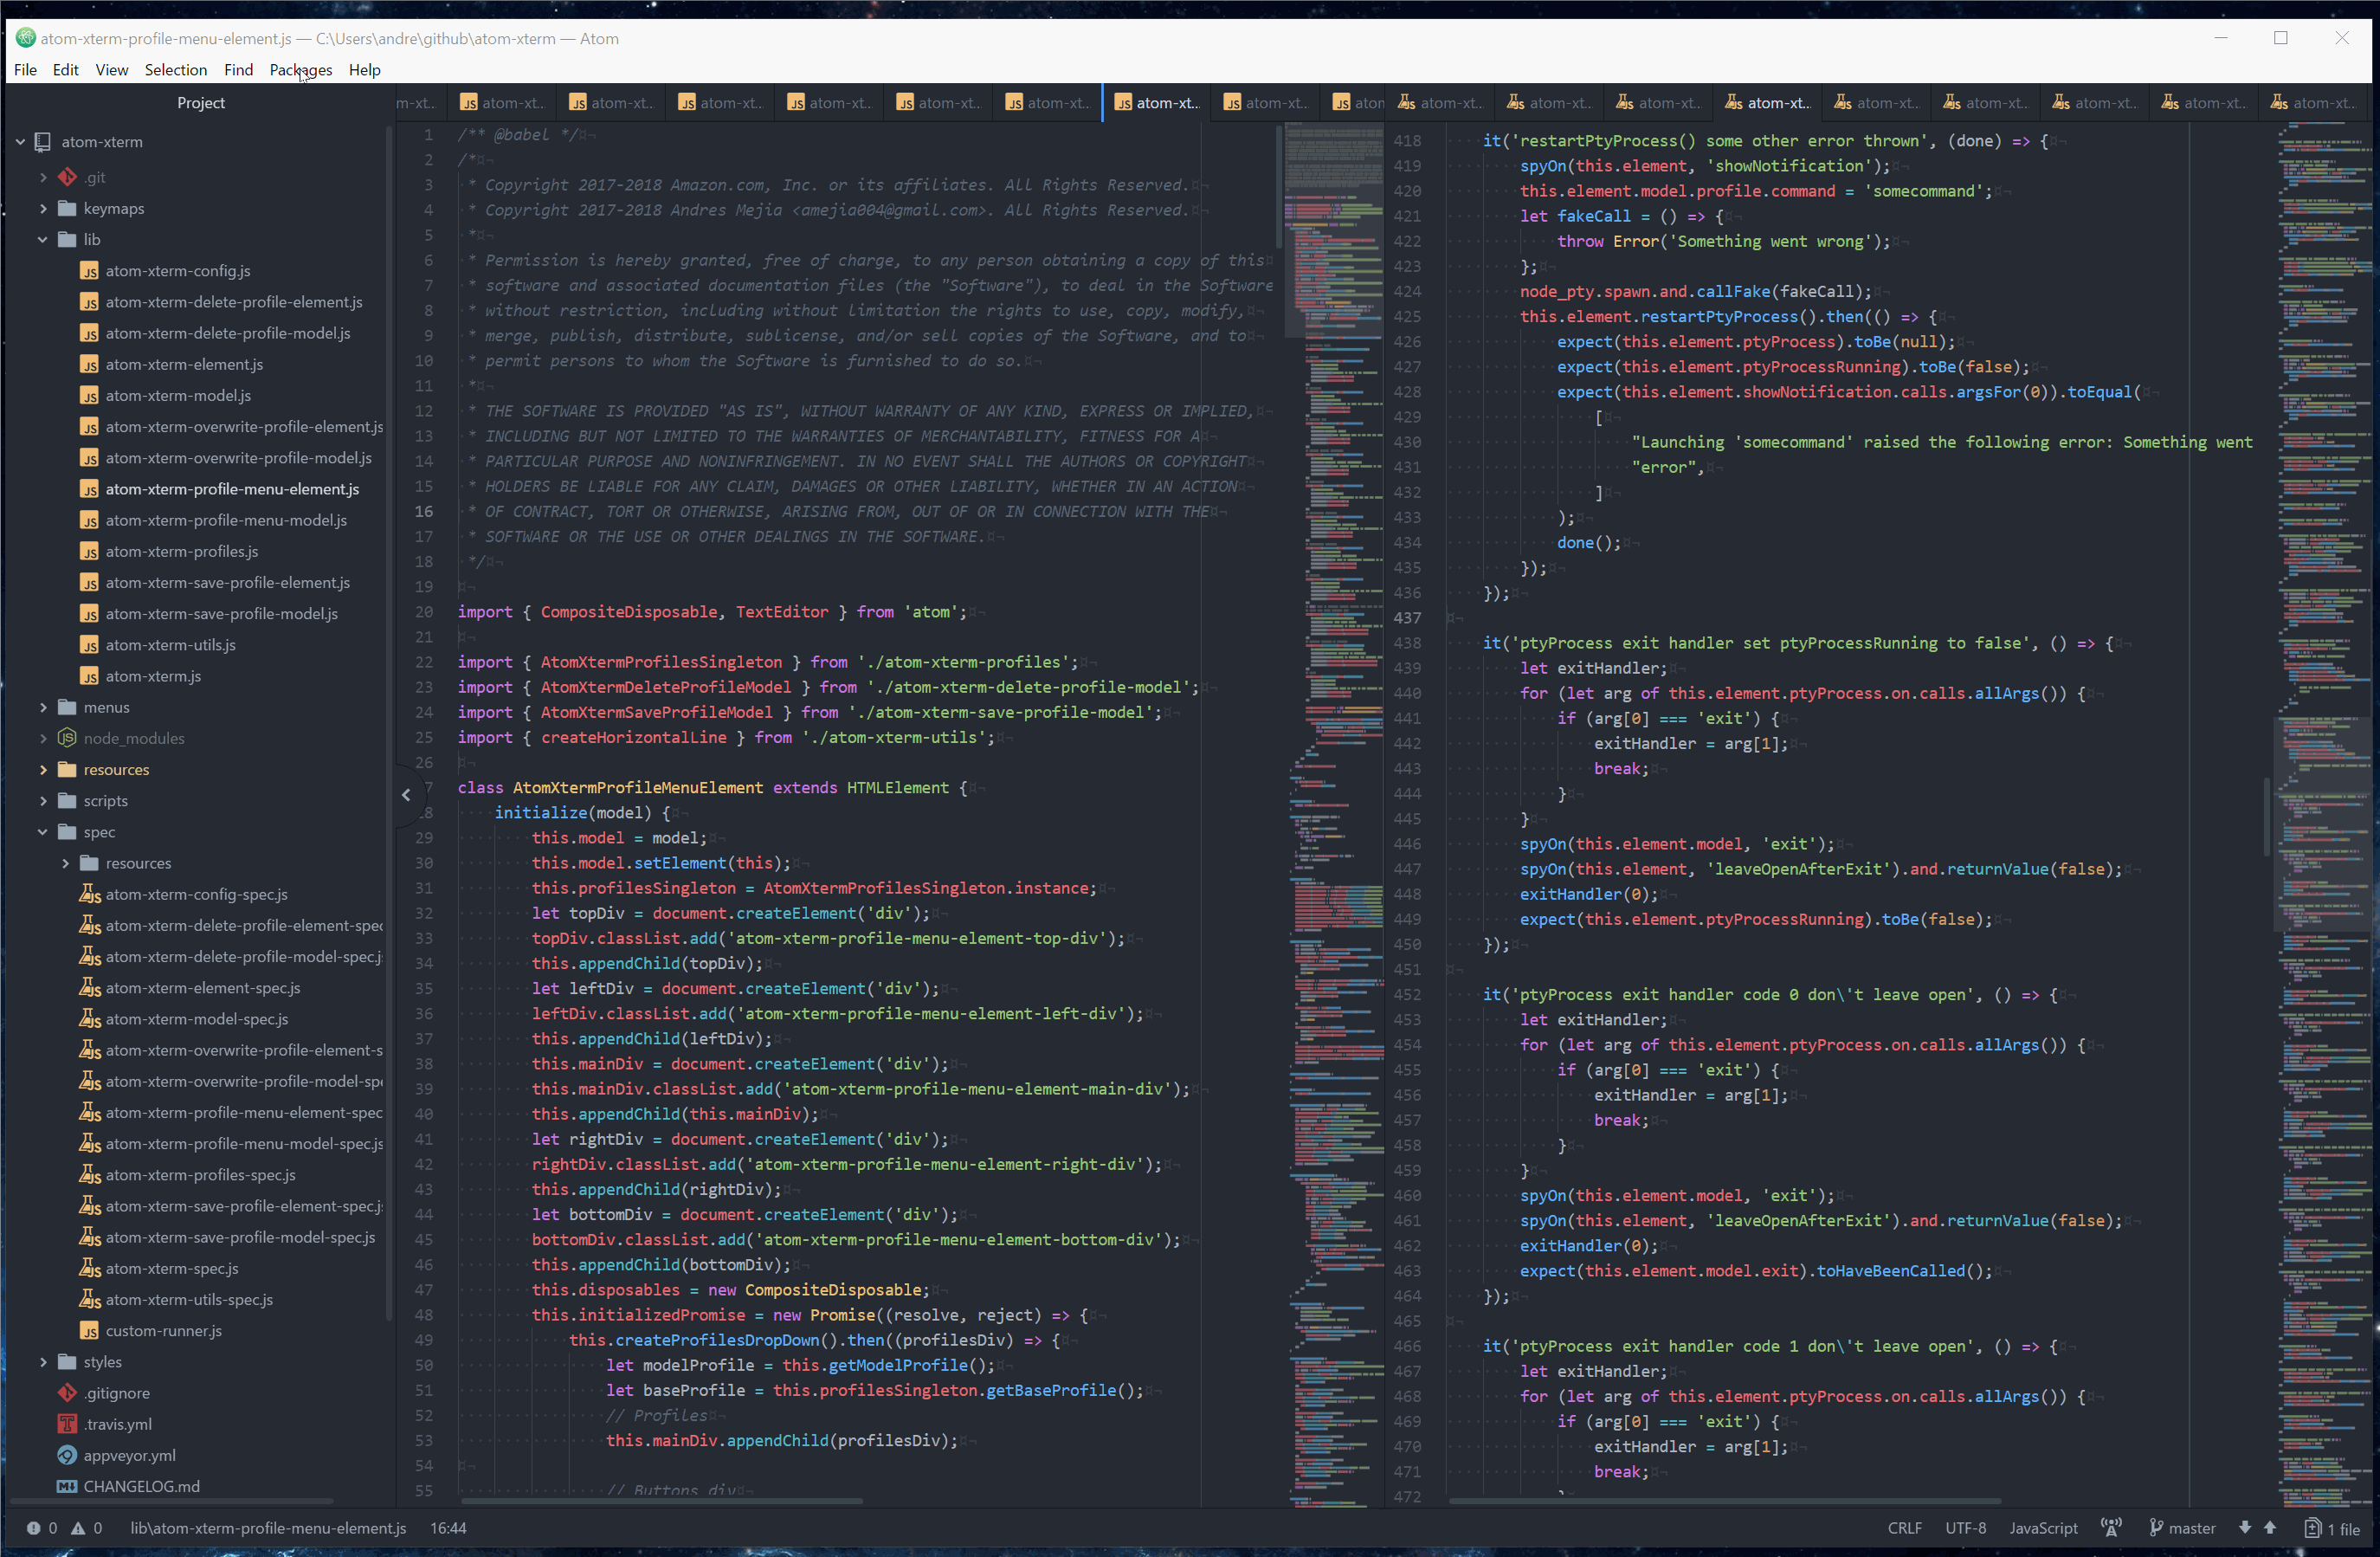 atom-xterm-profile-menu-element.js — C:\Users\andre\github\atom-xterm — Atom
File Edit View Selection Find Packages Help
Project
atom-xterm
.git
keymaps
lib
atom-xterm-config.js
atom-xterm-delete-profile-element.js
atom-xterm-delete-profile-model.js
atom-xterm-element.js
atom-xterm-model.js
atom-xterm-overwrite-profile-element.js
atom-xterm-overwrite-profile-model.js
atom-xterm-profile-menu-element.js
atom-xterm-profile-menu-model.js
atom-xterm-profiles.js
atom-xterm-save-profile-element.js
atom-xterm-save-profile-model.js
atom-xterm-utils.js
atom-xterm.js
menus
node_modules
resources
scripts
spec
resources
atom-xterm-config-spec.js
atom-xterm-delete-profile-element-spec
atom-xterm-delete-profile-model-spec.j
atom-xterm-element-spec.js
atom-xterm-model-spec.js
atom-xterm-overwrite-profile-element-s
atom-xterm-overwrite-profile-model-spe
atom-xterm-profile-menu-element-spec
atom-xterm-profile-menu-model-spec.js
atom-xterm-profiles-spec.js
atom-xterm-save-profile-element-spec.j
atom-xterm-save-profile-model-spec.js
atom-xterm-spec.js
atom-xterm-utils-spec.js
custom-runner.js
styles
.gitignore
.travis.yml
appveyor.yml
CHANGELOG.md
m-xt... atom-xt... atom-xt... atom-xt... atom-xt... atom-xt... atom-xt... atom-xt... atom-xt... aton
1 /** @babel */
2 /*
3 * Copyright 2017-2018 Amazon.com, Inc. or its affiliates. All Rights Reserved.
4 * Copyright 2017-2018 Andres Mejia <amejia004@gmail.com>. All Rights Reserved.
5 *
6 * Permission is hereby granted, free of charge, to any person obtaining a copy of this
7 * software and associated documentation files (the "Software"), to deal in the Software
8 * without restriction, including without limitation the rights to use, copy, modify,
9 * merge, publish, distribute, sublicense, and/or sell copies of the Software, and to
10 * permit persons to whom the Software is furnished to do so.
11 *
12 * THE SOFTWARE IS PROVIDED "AS IS", WITHOUT WARRANTY OF ANY KIND, EXPRESS OR IMPLIED,
13 * INCLUDING BUT NOT LIMITED TO THE WARRANTIES OF MERCHANTABILITY, FITNESS FOR A
14 * PARTICULAR PURPOSE AND NONINFRINGEMENT. IN NO EVENT SHALL THE AUTHORS OR COPYRIGHT
15 * HOLDERS BE LIABLE FOR ANY CLAIM, DAMAGES OR OTHER LIABILITY, WHETHER IN AN ACTION
16 * OF CONTRACT, TORT OR OTHERWISE, ARISING FROM, OUT OF OR IN CONNECTION WITH THE
17 * SOFTWARE OR THE USE OR OTHER DEALINGS IN THE SOFTWARE.
18 */
19
20 import { CompositeDisposable, TextEditor } from 'atom';
21
22 import { AtomXtermProfilesSingleton } from './atom-xterm-profiles';
23 import { AtomXtermDeleteProfileModel } from './atom-xterm-delete-profile-model';
24 import { AtomXtermSaveProfileModel } from './atom-xterm-save-profile-model';
25 import { createHorizontalLine } from './atom-xterm-utils';
26
7 class AtomXtermProfileMenuElement extends HTMLElement {
8 initialize(model) {
29 this.model = model;
30 this.model.setElement(this);
31 this.profilesSingleton = AtomXtermProfilesSingleton.instance;
32 let topDiv = document.createElement('div');
33 topDiv.classList.add('atom-xterm-profile-menu-element-top-div');
34 this.appendChild(topDiv);
35 let leftDiv = document.createElement('div');
36 leftDiv.classList.add('atom-xterm-profile-menu-element-left-div');
37 this.appendChild(leftDiv);
38 this.mainDiv = document.createElement('div');
39 this.mainDiv.classList.add('atom-xterm-profile-menu-element-main-div');
40 this.appendChild(this.mainDiv);
41 let rightDiv = document.createElement('div');
42 rightDiv.classList.add('atom-xterm-profile-menu-element-right-div');
43 this.appendChild(rightDiv);
44 let bottomDiv = document.createElement('div');
45 bottomDiv.classList.add('atom-xterm-profile-menu-element-bottom-div');
46 this.appendChild(bottomDiv);
47 this.disposables = new CompositeDisposable;
48 this.initializedPromise = new Promise((resolve, reject) => {
49 this.createProfilesDropDown().then((profilesDiv) => {
50 let modelProfile = this.getModelProfile();
51 let baseProfile = this.profilesSingleton.getBaseProfile();
52 // Profiles
53 this.mainDiv.appendChild(profilesDiv);
54
55 // Buttons div
atom-xt... atom-xt... atom-xt... atom-xt... atom-xt... atom-xt... atom-xt... atom-xt... atom-xt...
418 it('restartPtyProcess() some other error thrown', (done) => {
419 spyOn(this.element, 'showNotification');
420 this.element.model.profile.command = 'somecommand';
421 let fakeCall = () => {
422 throw Error('Something went wrong');
423 };
424 node_pty.spawn.and.callFake(fakeCall);
425 this.element.restartPtyProcess().then(() => {
426 expect(this.element.ptyProcess).toBe(null);
427 expect(this.element.ptyProcessRunning).toBe(false);
428 expect(this.element.showNotification.calls.argsFor(0)).toEqual(
429 [
430 "Launching 'somecommand' raised the following error: Something went
431 "error",
432 ]
433 );
434 done();
435 });
436 });
437
438 it('ptyProcess exit handler set ptyProcessRunning to false', () => {
439 let exitHandler;
440 for (let arg of this.element.ptyProcess.on.calls.allArgs()) {
441 if (arg[0] === 'exit') {
442 exitHandler = arg[1];
443 break;
444 }
445 }
446 spyOn(this.element.model, 'exit');
447 spyOn(this.element, 'leaveOpenAfterExit').and.returnValue(false);
448 exitHandler(0);
449 expect(this.element.ptyProcessRunning).toBe(false);
450 });
451
452 it('ptyProcess exit handler code 0 don\'t leave open', () => {
453 let exitHandler;
454 for (let arg of this.element.ptyProcess.on.calls.allArgs()) {
455 if (arg[0] === 'exit') {
456 exitHandler = arg[1];
457 break;
458 }
459 }
460 spyOn(this.element.model, 'exit');
461 spyOn(this.element, 'leaveOpenAfterExit').and.returnValue(false);
462 exitHandler(0);
463 expect(this.element.model.exit).toHaveBeenCalled();
464 });
465
466 it('ptyProcess exit handler code 1 don\'t leave open', () => {
467 let exitHandler;
468 for (let arg of this.element.ptyProcess.on.calls.allArgs()) {
469 if (arg[0] === 'exit') {
470 exitHandler = arg[1];
471 break;
472
0 0 lib\atom-xterm-profile-menu-element.js 16:44 CRLF UTF-8 JavaScript master 1 file